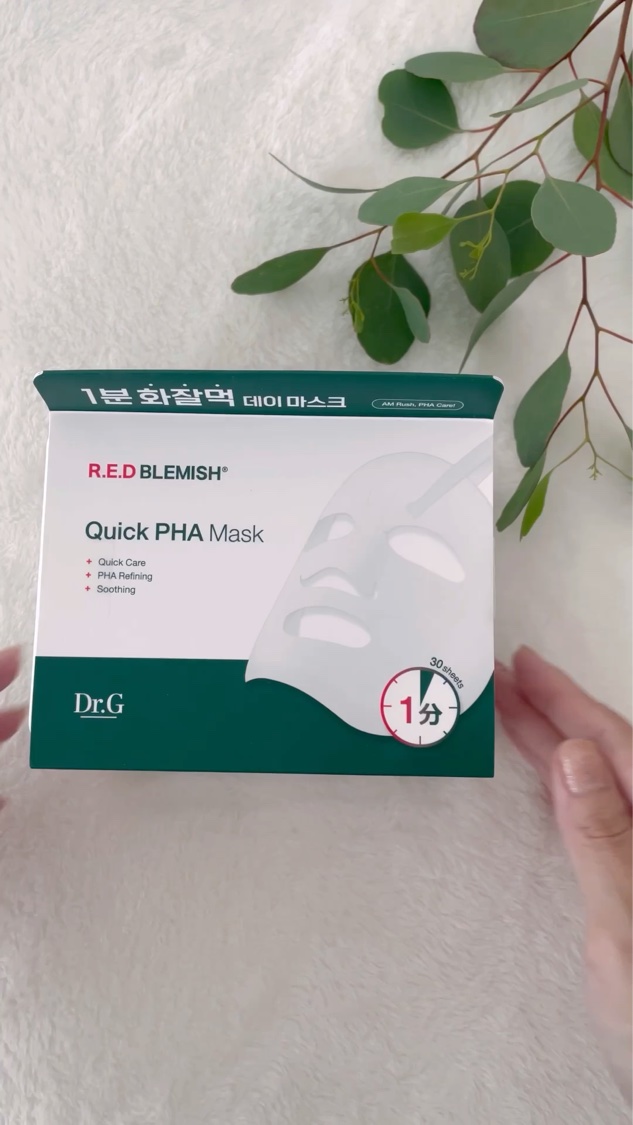 1분 화잘먹 데이 마스크
AM Rush, PHA Care!
R.E.D BLEMISH®
Quick PHA Mask
+ Quick Care
+ PHA Refining
+ Soothing
30 sheets
1分
Dr.G